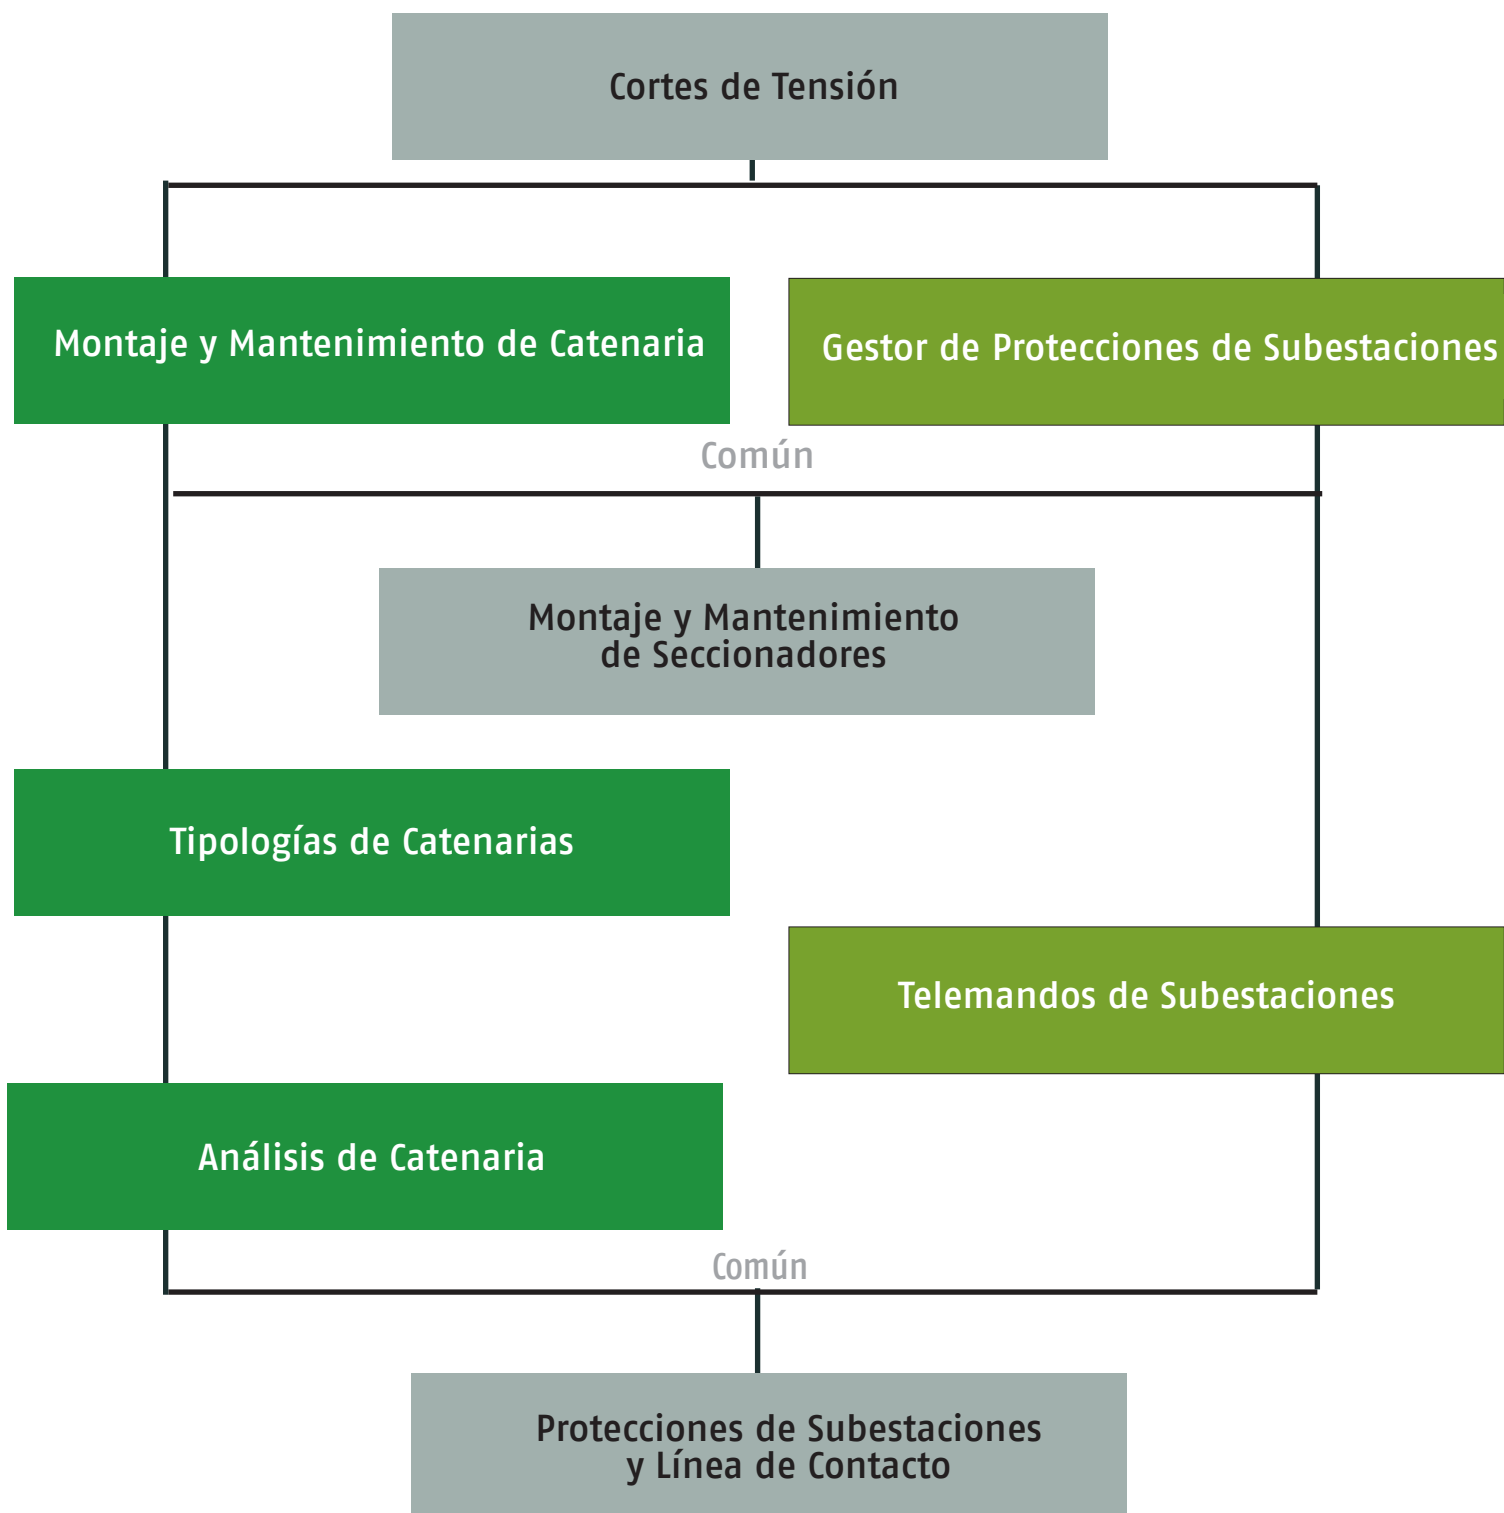 Cortes de Tensión
Montaje y Mantenimiento de Catenaria
Gestor de Protecciones de Subestaciones
Común
Montaje y Mantenimiento
de Seccionadores
Tipologías de Catenarias
Telemandos de Subestaciones
Análisis de Catenaria
Común
Protecciones de Subestaciones
y Línea de Contacto